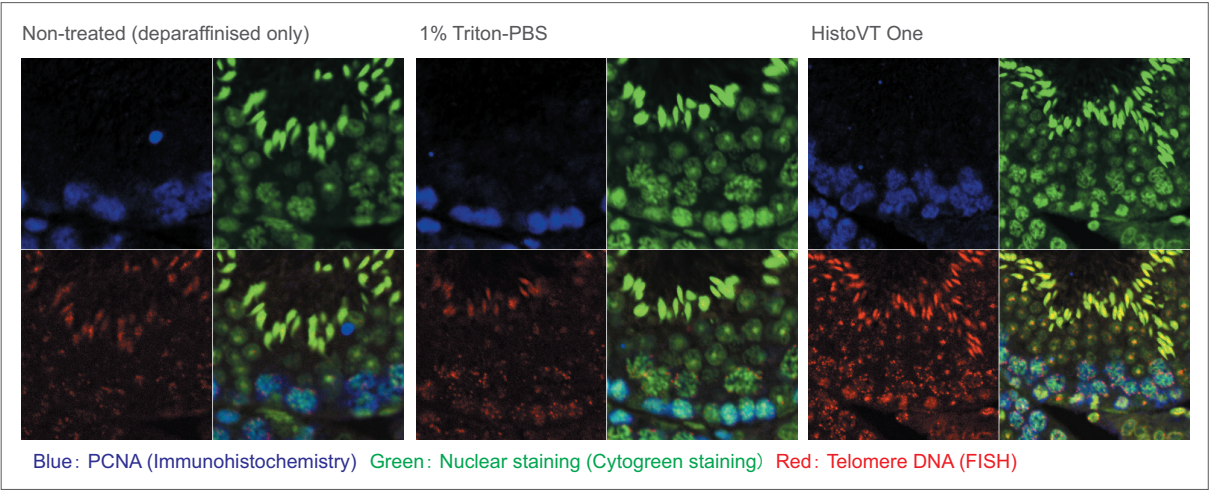 Non-treated (deparaffinised only)
1% Triton-PBS
HistoVT One
Blue: PCNA (Immunohistochemistry) Green: Nuclear staining (Cytogreen staining) Red: Telomere DNA (FISH)